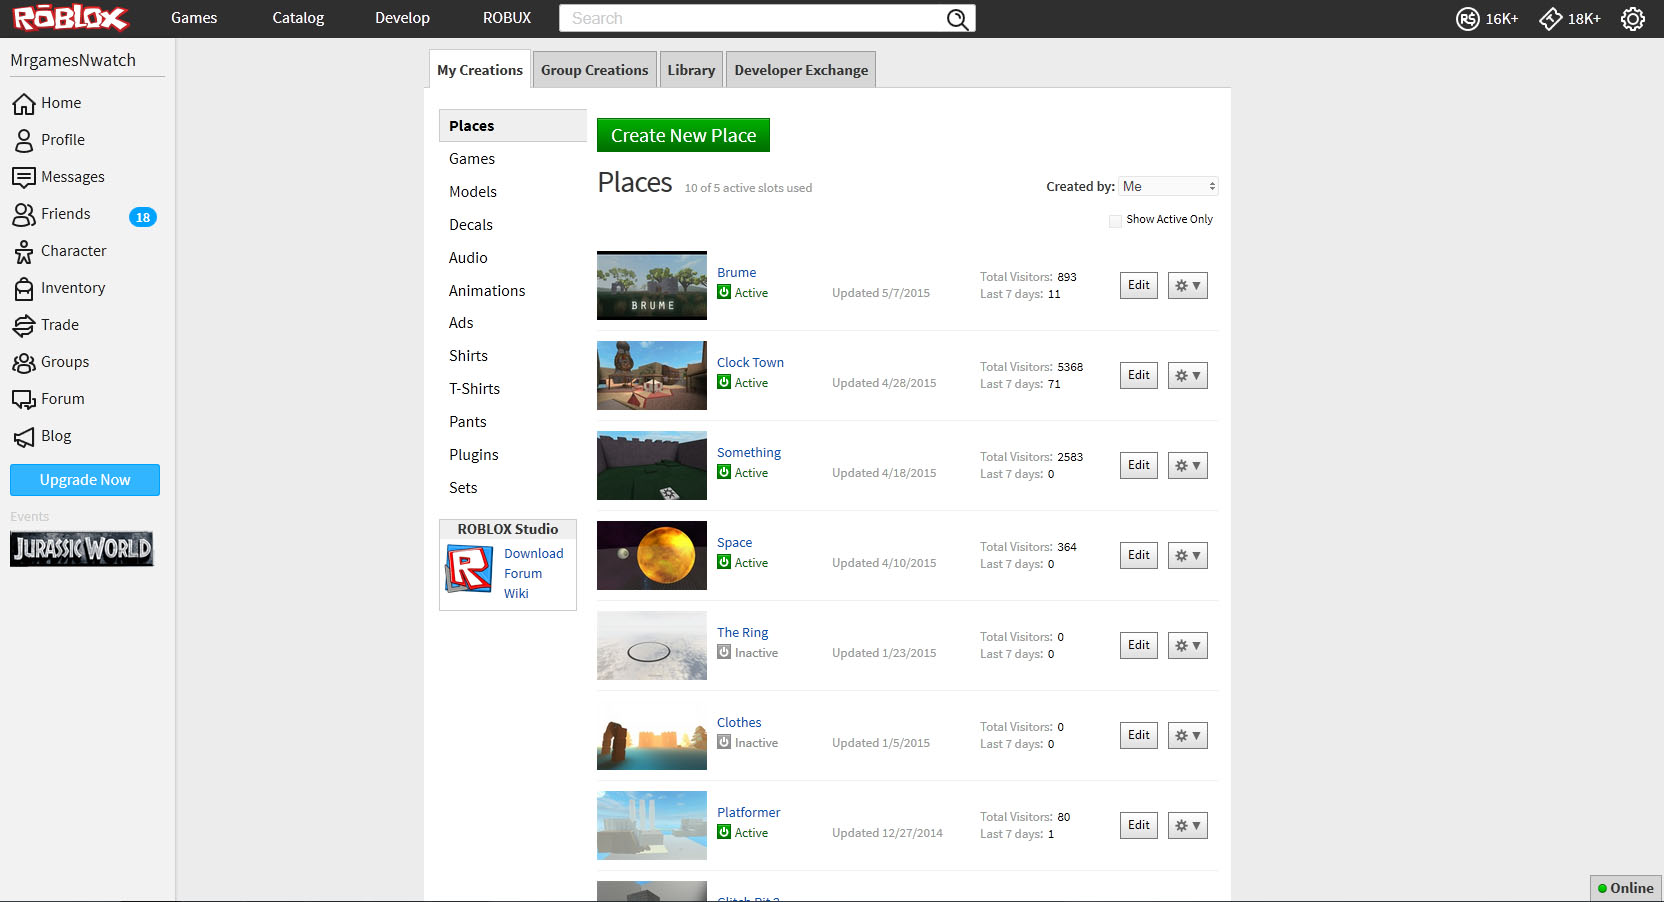 ROBLOX
Games
Catalog
Develop
ROBUX
Search
R$ 16K+
18K+
MrgamesNwatch
Home
Profile
Messages
Friends 18
Character
Inventory
Trade
Groups
Forum
Blog
Upgrade Now
Events
JURASSIC WORLD
My Creations
Group Creations
Library
Developer Exchange
Places
Games
Models
Decals
Audio
Animations
Ads
Shirts
T-Shirts
Pants
Plugins
Sets
ROBLOX Studio
R
Download
Forum
Wiki
Create New Place
Places 10 of 5 active slots used
Created by: Me
Show Active Only
BRUME
Brume
Active
Updated 5/7/2015
Total Visitors: 893
Last 7 days: 11
Edit
Clock Town
Active
Updated 4/28/2015
Total Visitors: 5368
Last 7 days: 71
Edit
Something
Active
Updated 4/18/2015
Total Visitors: 2583
Last 7 days: 0
Edit
Space
Active
Updated 4/10/2015
Total Visitors: 364
Last 7 days: 0
Edit
The Ring
Inactive
Updated 1/23/2015
Total Visitors: 0
Last 7 days: 0
Edit
Clothes
Inactive
Updated 1/5/2015
Total Visitors: 0
Last 7 days: 0
Edit
Platformer
Active
Updated 12/27/2014
Total Visitors: 80
Last 7 days: 1
Edit
Online